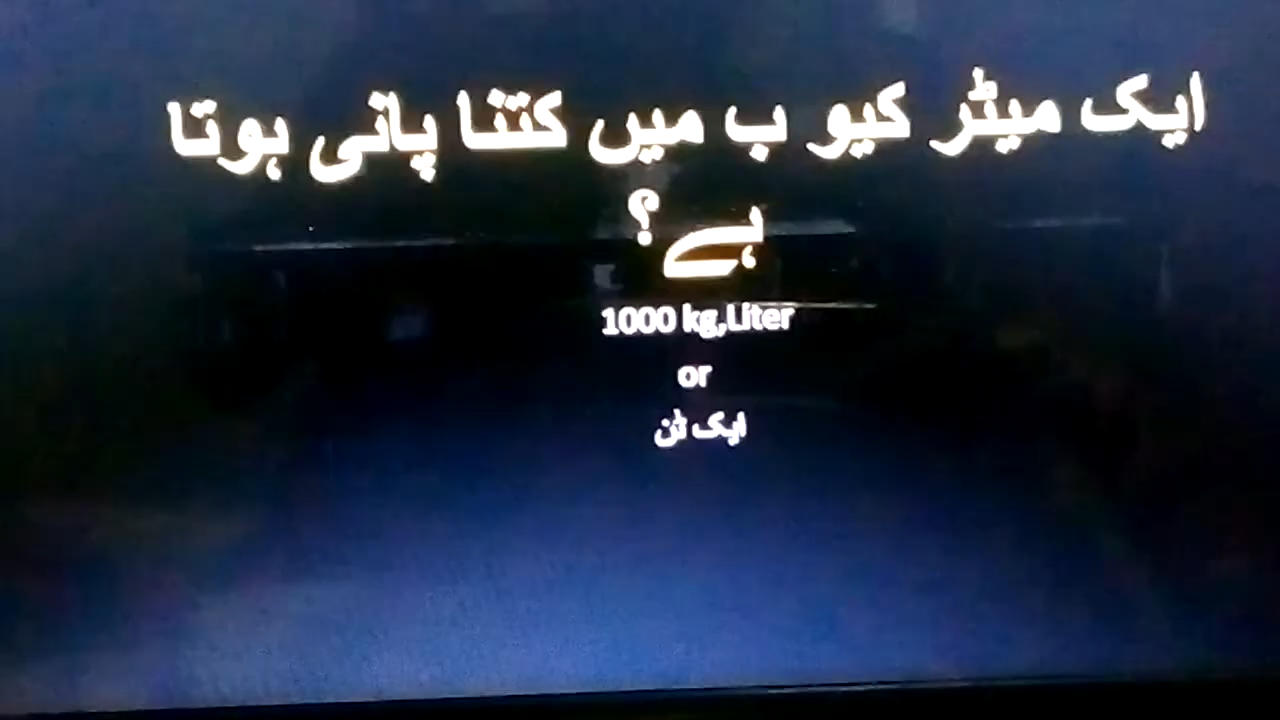 ایک میٹر کیو ب میں کتنا پانی ہوتا
ہے؟
1000 kg,Liter
or
ایک ٹن